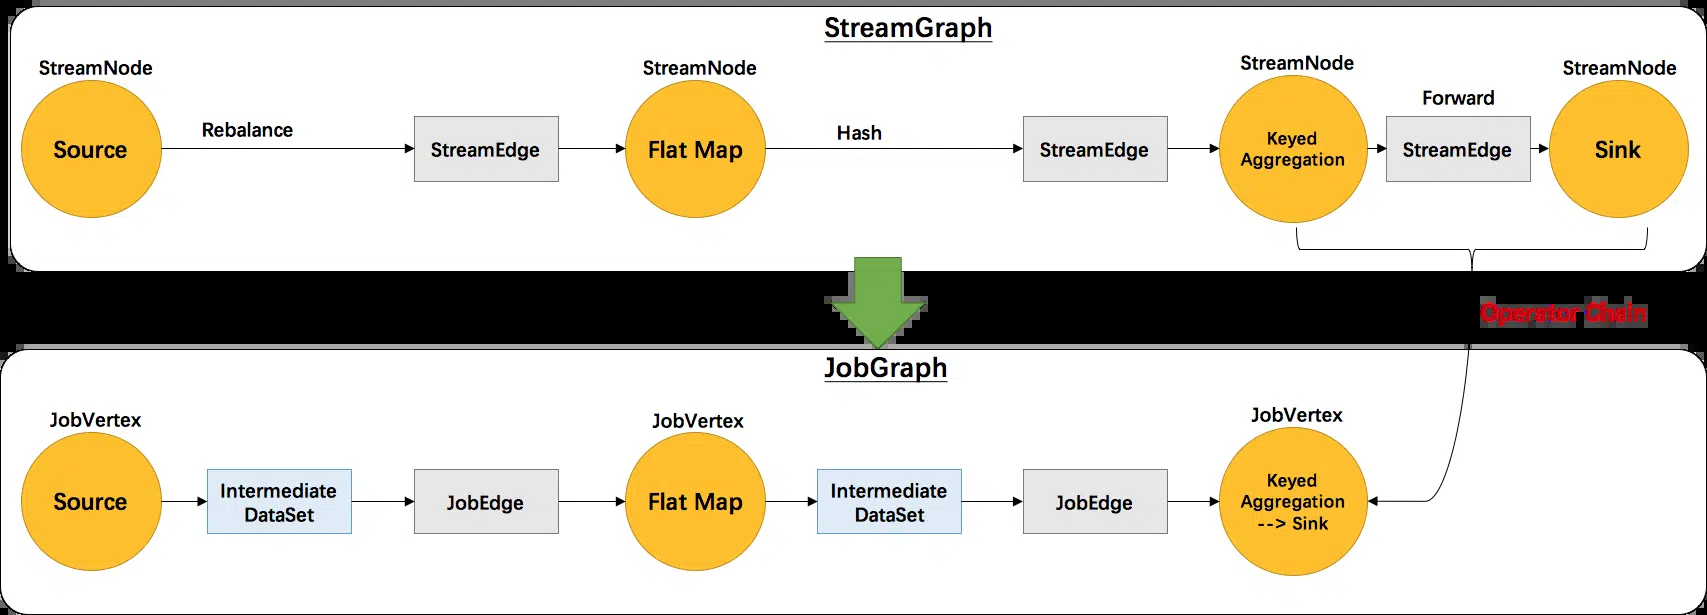 StreamGraph
StreamNode
StreamNode
StreamNode
StreamNode
Source
Rebalance
StreamEdge
Flat Map
Hash
StreamEdge
Keyed
Aggregation
Forward
StreamEdge
Sink
Operator Chain
JobGraph
JobVertex
JobVertex
JobVertex
Source
Intermediate
DataSet
JobEdge
Flat Map
Intermediate
DataSet
JobEdge
Keyed
Aggregation
--> Sink